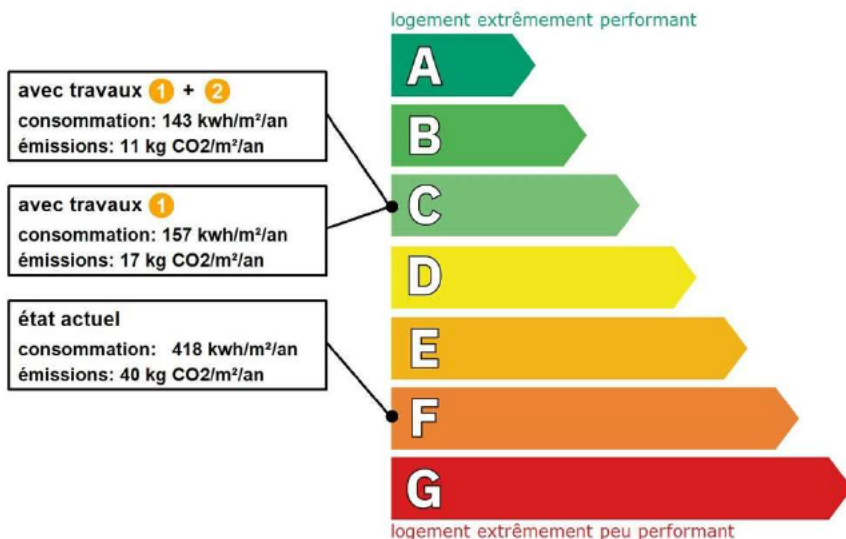 logement extrêmement performant
A
avec travaux 1 + 2
consommation: 143 kwh/m²/an
émissions: 11 kg CO2/m²/an
B
avec travaux 1
consommation: 157 kwh/m²/an
émissions: 17 kg CO2/m²/an
C
D
état actuel
consommation: 418 kwh/m²/an
émissions: 40 kg CO2/m²/an
E
F
G
logement extrêmement peu performant